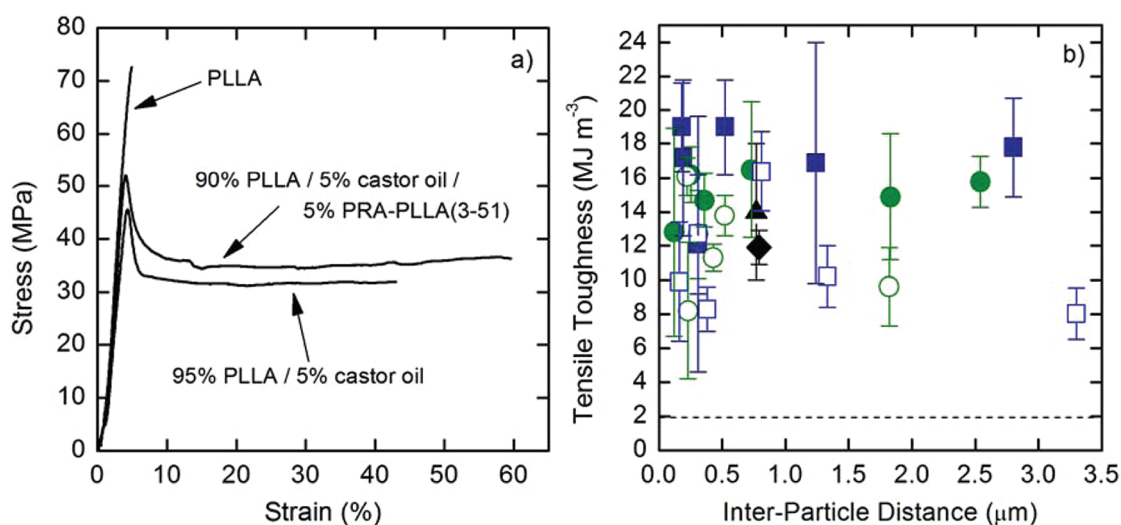 80
70
60
50
40
30
20
10
0
Stress (MPa)
a)
PLLA
90% PLLA / 5% castor oil /
5% PRA-PLLA(3-51)
95% PLLA / 5% castor oil
0 10 20 30 40 50 60
Strain (%)
24
22
20
18
16
14
12
10
8
6
4
2
0
Tensile Toughness (MJ m⁻³)
b)
0.0 0.5 1.0 1.5 2.0 2.5 3.0 3.5
Inter-Particle Distance (μm)